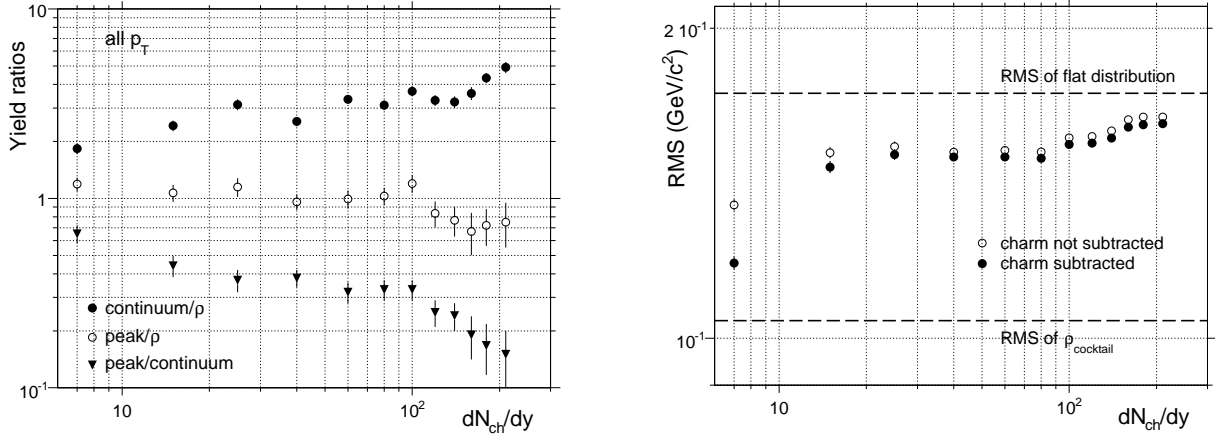 all p_T
Yield ratios
10
1
10^-1
continuum/ρ
peak/ρ
peak/continuum
10
10^2
dN_ch/dy
RMS (GeV/c^2)
2 10^-1
10^-1
RMS of flat distribution
charm not subtracted
charm subtracted
RMS of ρ_cocktail
10
10^2
dN_ch/dy